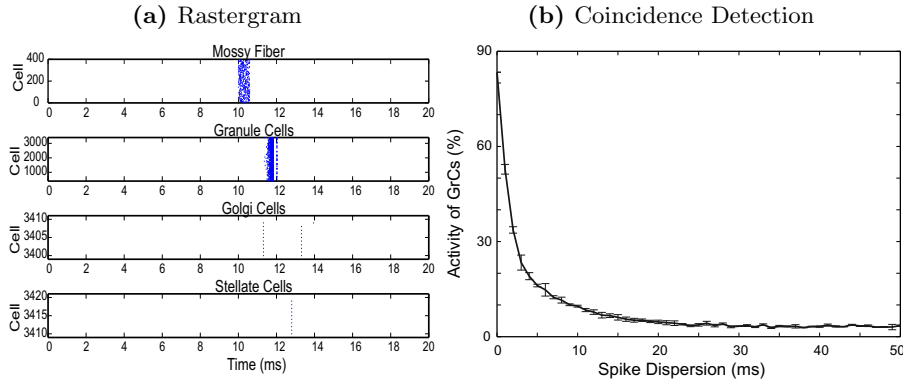 (a) Rastergram
Mossy Fiber
Cell
400
200
0
0 2 4 6 8 10 12 14 16 18 20
Granule Cells
Cell
3000
2000
1000
0 2 4 6 8 10 12 14 16 18 20
Golgi Cells
Cell
3410
3405
3400
0 2 4 6 8 10 12 14 16 18 20
Stellate Cells
Cell
3420
3415
3410
0 2 4 6 8 10 12 14 16 18 20
Time (ms)
(b) Coincidence Detection
Activity of GrCs (%)
90
60
30
0
0 10 20 30 40 50
Spike Dispersion (ms)